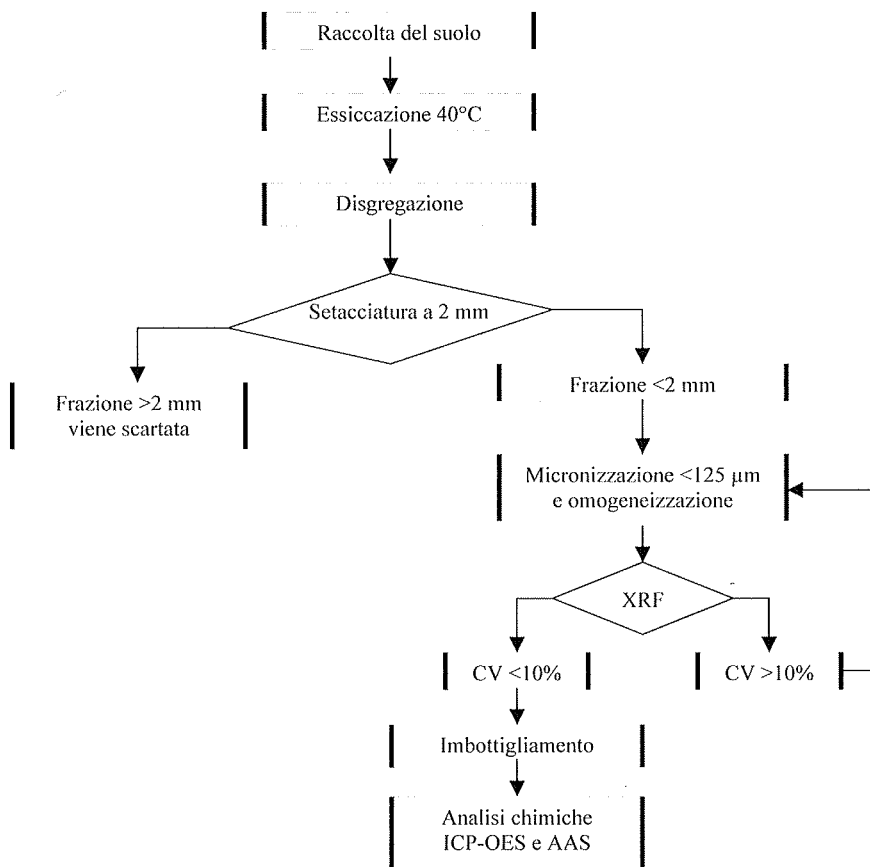 Raccolta del suolo
Essiccazione 40°C
Disgregazione
Setacciatura a 2 mm
Frazione >2 mm
viene scartata
Frazione <2 mm
Micronizzazione <125 µm
e omogeneizzazione
XRF
CV <10%
CV >10%
Imbottigliamento
Analisi chimiche
ICP-OES e AAS